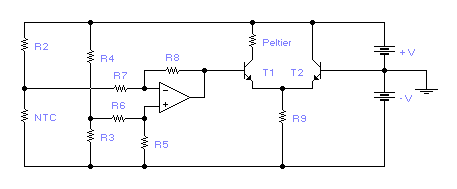 R2
R4
Peltier
+V
R7
R8
T1
T2
-
+
-V
NTC
R6
R3
R5
R9